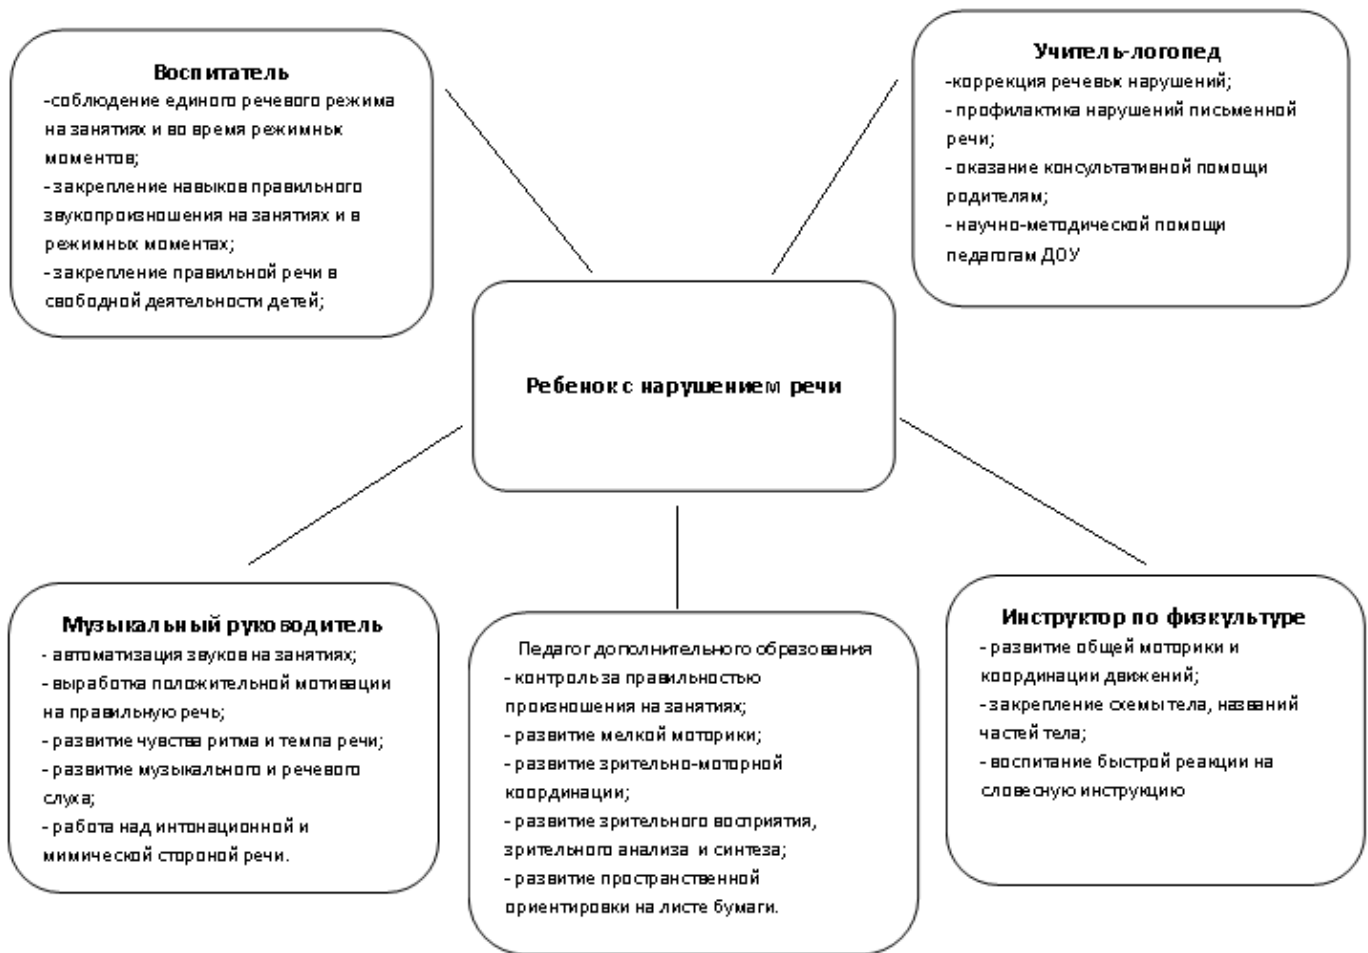 Воспитатель
-соблюдение единого речевого режима
на занятиях и во время режимных
моментов;
- закрепление навыков правильного
звукопроизношения на занятиях и в
режимных моментах;
- закрепление правильной речи в
свободной деятельности детей;
Учитель-логопед
-коррекция речевых нарушений;
- профилактика нарушений письменной
речи;
- оказание консультативной помощи
родителям;
- научно-методической помощи
педагогам ДОУ
Ребенок с нарушением речи
Музыкальный руководитель
- автоматизация звуков на занятиях;
- выработка положительной мотивации
на правильную речь;
- развитие чувства ритма и темпа речи;
- развитие музыкального и речевого
слуха;
- работа над интонационной и
мимической стороной речи.
Педагог дополнительного образования
- контроль за правильностью
произношения на занятиях;
- развитие мелкой моторики;
- развитие зрительно-моторной
координации;
- развитие зрительного восприятия,
зрительного анализа и синтеза;
- развитие пространственной
ориентировки на листе бумаги.
Инструктор по физкультуре
- развитие общей моторики и
координации движений;
- закрепление схемы тела, названий
частей тела;
- воспитание быстрой реакции на
словесную инструкцию